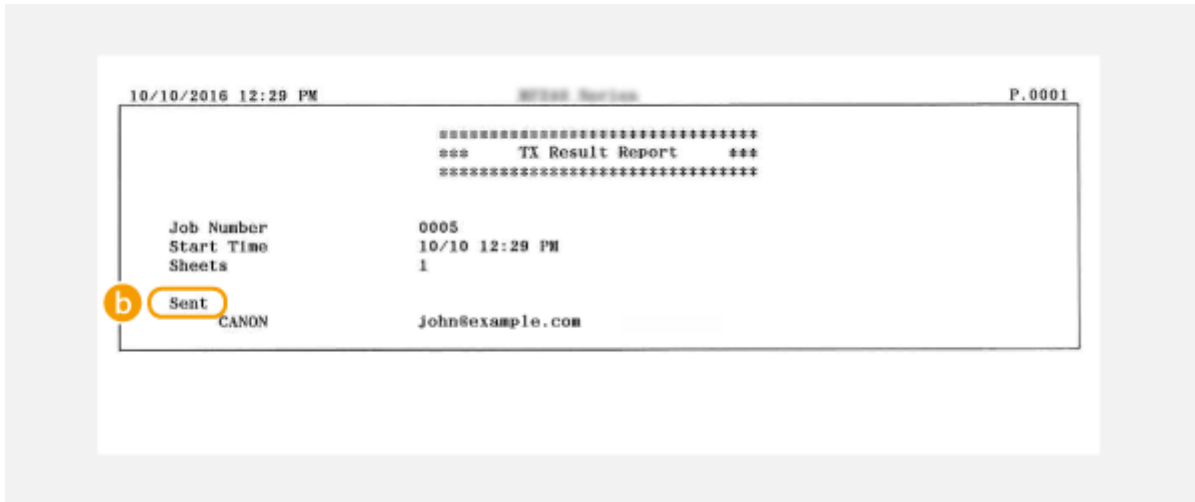 10/10/2016 12:29 PM P.0001
********************************
*** TX Result Report ***
********************************
Job Number 0005
Start Time 10/10 12:29 PM
Sheets 1
b Sent
CANON john@example.com